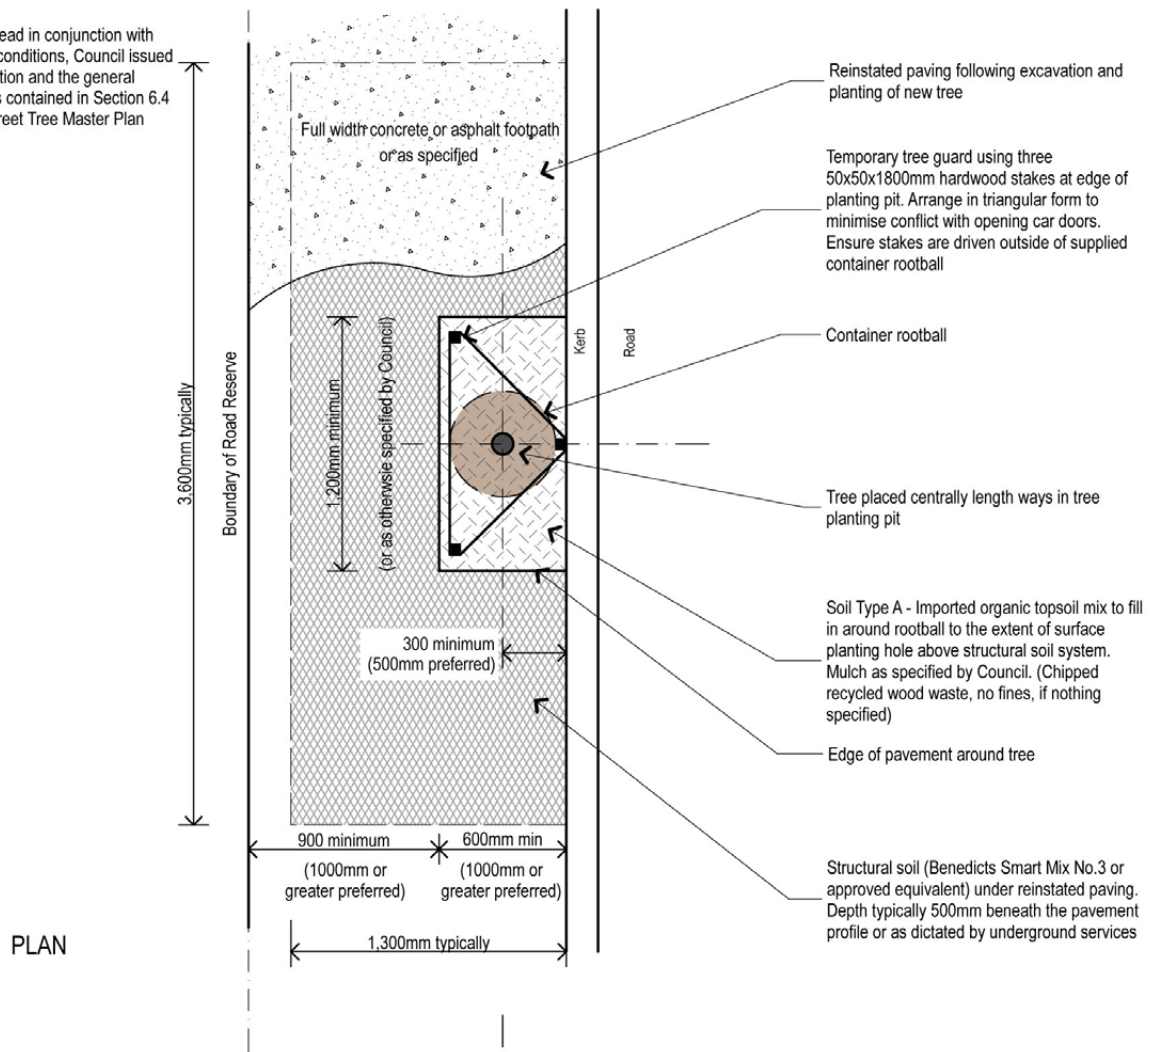 ead in conjunction with
conditions, Council issued
tion and the general
s contained in Section 6.4
reet Tree Master Plan
Full width concrete or asphalt footpath
or as specified
Reinstated paving following excavation and
planting of new tree
Temporary tree guard using three
50x50x1800mm hardwood stakes at edge of
planting pit. Arrange in triangular form to
minimise conflict with opening car doors.
Ensure stakes are driven outside of supplied
container rootball
Kerb
Road
Container rootball
3,600mm typically
Boundary of Road Reserve
1,200mm minimum
(or as otherwsie specified by Council)
Tree placed centrally length ways in tree
planting pit
300 minimum
(500mm preferred)
Soil Type A - Imported organic topsoil mix to fill
in around rootball to the extent of surface
planting hole above structural soil system.
Mulch as specified by Council. (Chipped
recycled wood waste, no fines, if nothing
specified)
Edge of pavement around tree
900 minimum
(1000mm or
greater preferred)
600mm min
(1000mm or
greater preferred)
Structural soil (Benedicts Smart Mix No.3 or
approved equivalent) under reinstated paving.
Depth typically 500mm beneath the pavement
profile or as dictated by underground services
1,300mm typically
PLAN